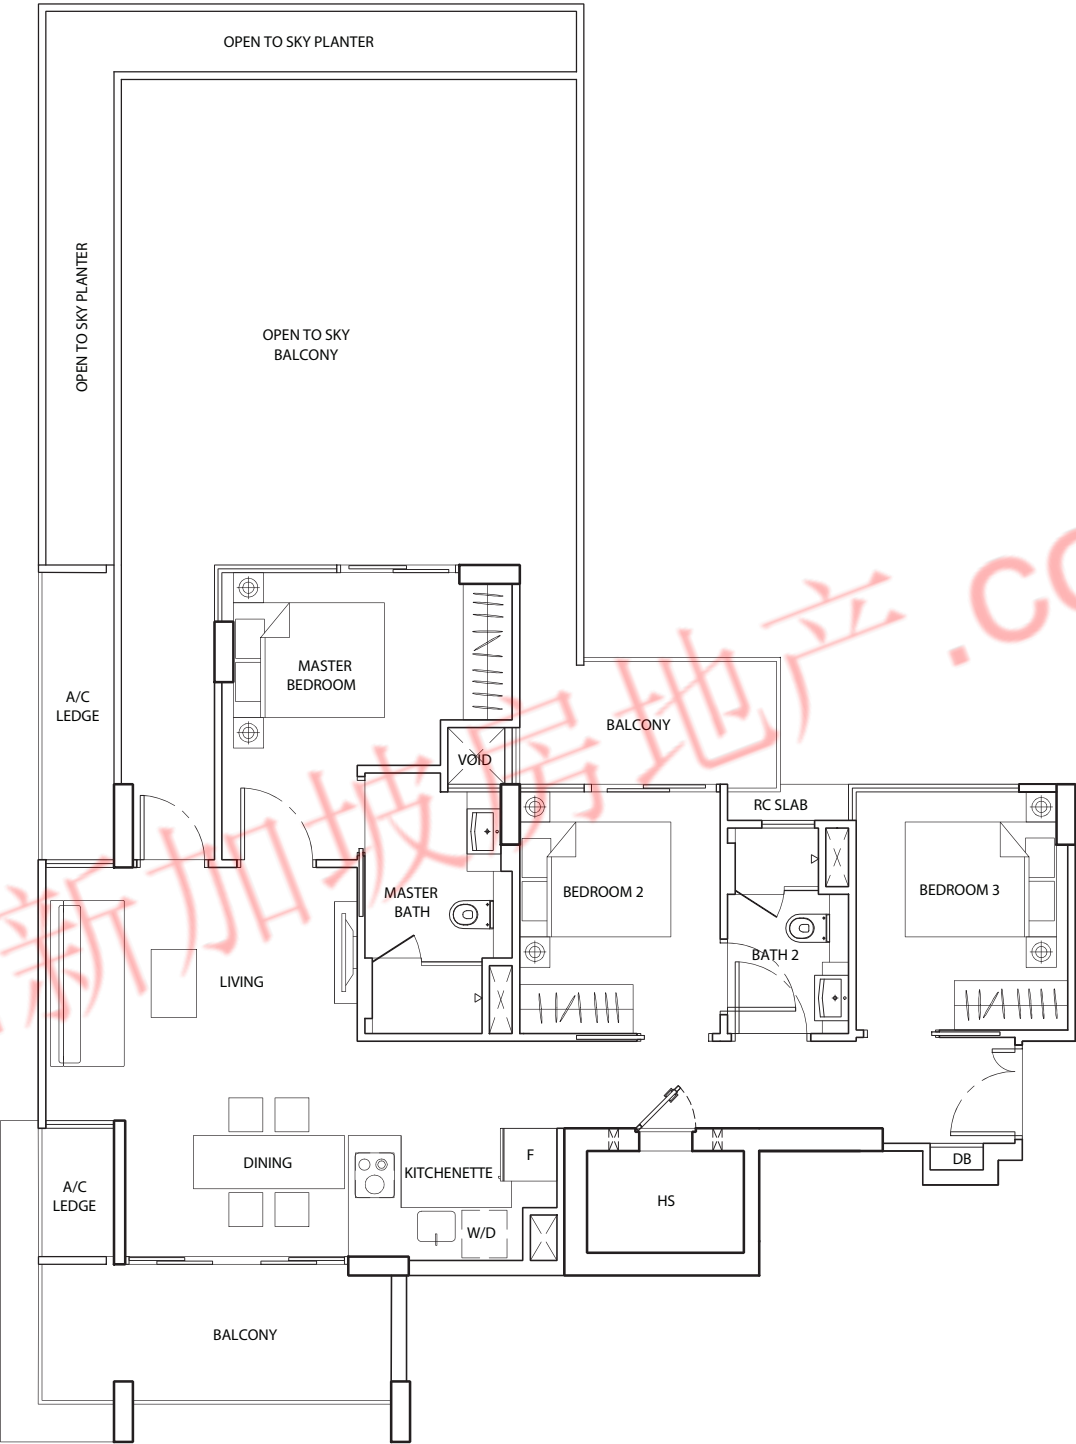 OPEN TO SKY PLANTER
OPEN TO SKY PLANTER
OPEN TO SKY
BALCONY
MASTER
BEDROOM
A/C
LEDGE
BALCONY
VOID
RC SLAB
MASTER
BATH
BEDROOM 2
BEDROOM 3
BATH 2
LIVING
DINING
KITCHENETTE
F
DB
A/C
LEDGE
HS
W/D
BALCONY
新加坡房地产.co